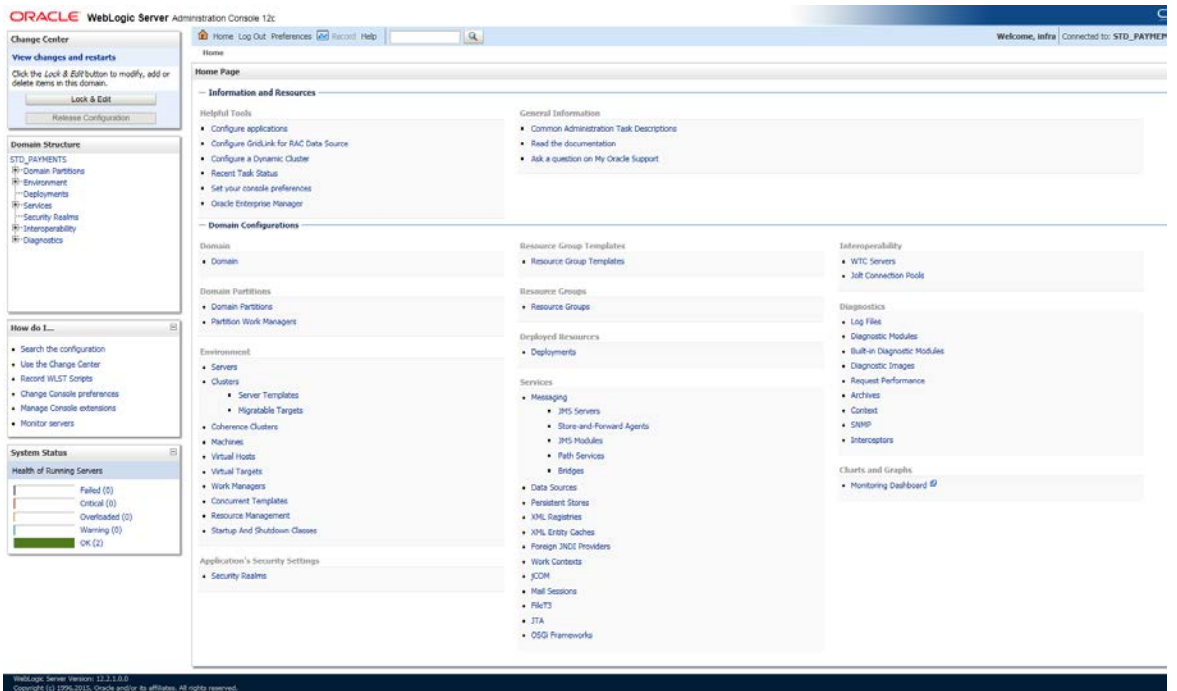 ORACLE WebLogic Server Administration Console 12c
Change Center
View changes and restarts
Click the Lock & Edit button to modify, add or
delete items in this domain.
Lock & Edit
Release Configuration
Domain Structure
STD_PAYMENTS
Domain Partitions
Environment
Deployments
Services
Security Realms
Interoperability
Diagnostics
How do I...
Search the configuration
Use the Change Center
Record WLST Scripts
Change Console preferences
Manage Console extensions
Monitor servers
System Status
Health of Running Servers
Failed (0)
Critical (0)
Overloaded (0)
Warning (0)
OK (2)
Home Log Out Preferences Record Help
Welcome, infra Connected to: STD_PAYMEN
Home
Home Page
Information and Resources
Helpful Tools
Configure applications
Configure GridLink for RAC Data Source
Configure a Dynamic Cluster
Recent Task Status
Set your console preferences
Oracle Enterprise Manager
General Information
Common Administration Task Descriptions
Read the documentation
Ask a question on My Oracle Support
Domain Configurations
Domain
Domain
Domain Partitions
Domain Partitions
Partition Work Managers
Environment
Servers
Clusters
Server Templates
Migratable Targets
Coherence Clusters
Machines
Virtual Hosts
Virtual Targets
Work Managers
Concurrent Templates
Resource Management
Startup And Shutdown Classes
Application's Security Settings
Security Realms
Resource Group Templates
Resource Group Templates
Resource Groups
Resource Groups
Deployed Resources
Deployments
Services
Messaging
JMS Servers
Store-and-Forward Agents
JMS Modules
Path Services
Bridges
Data Sources
Persistent Stores
XML Registries
XML Entity Caches
Foreign JNDI Providers
Work Contexts
jCOM
Mail Sessions
FileT3
JTA
OSGi Frameworks
Interoperability
WTC Servers
Jolt Connection Pools
Diagnostics
Log Files
Diagnostic Modules
Built-in Diagnostic Modules
Diagnostic Images
Request Performance
Archives
Context
SNMP
Interceptors
Charts and Graphs
Monitoring Dashboard
WebLogic Server Version: 12.2.1.0.0
Copyright (c) 1996,2015, Oracle and/or its affiliates. All rights reserved.